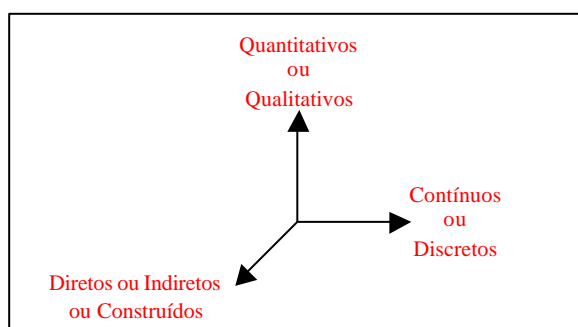 Quantitativos
ou
Qualitativos
Contínuos
ou
Discretos
Diretos ou Indiretos
ou Construídos